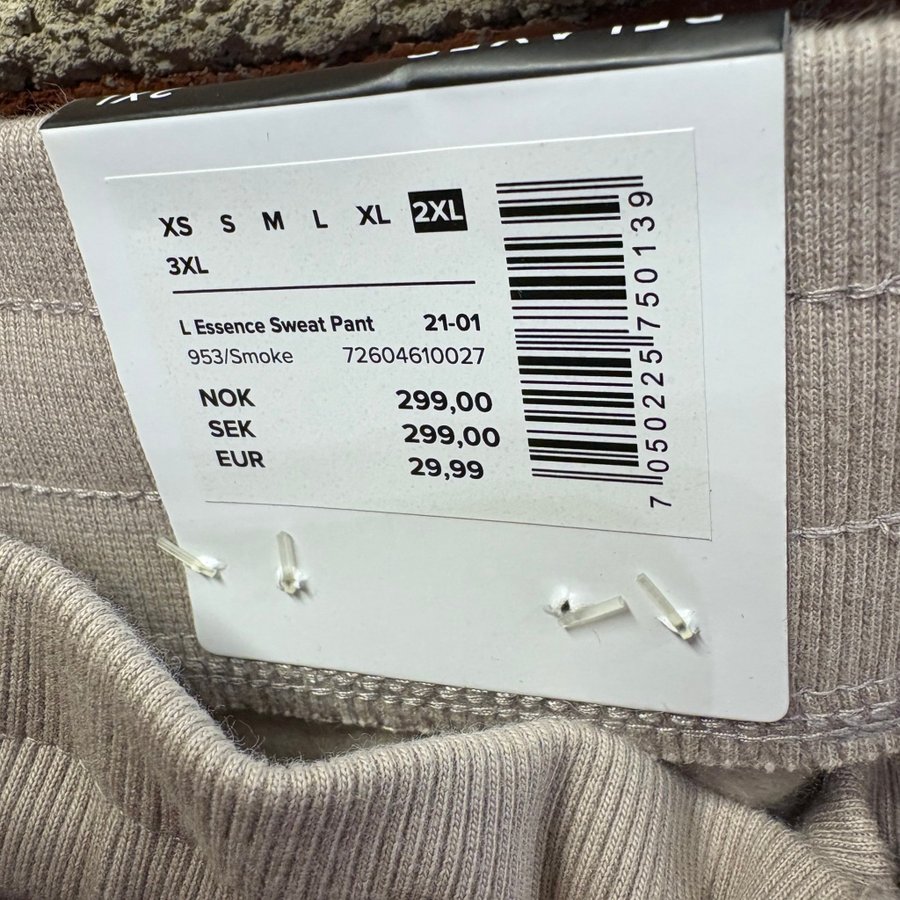 2XL
XS S M L XL 2XL
3XL
L Essence Sweat Pant 21-01
953/Smoke 72604610027
NOK 299,00
SEK 299,00
EUR 29,99
7050225750139